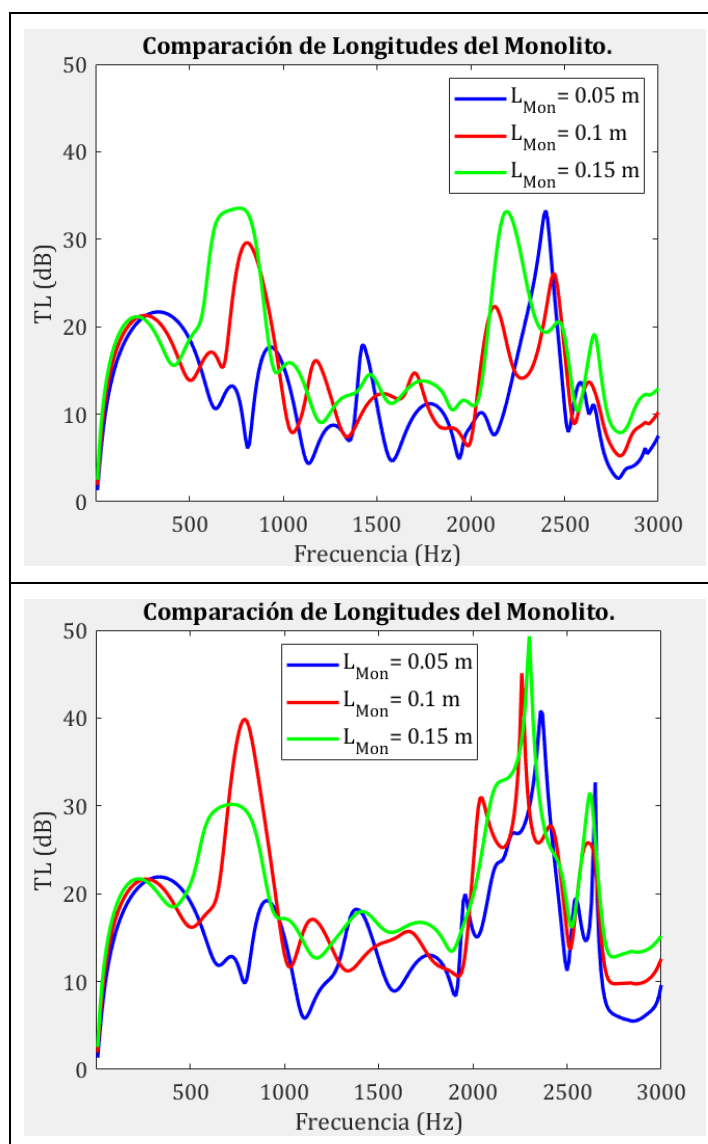 Comparación de Longitudes del Monolito.
50
40
30
20
10
0
TL (dB)
L_Mon= 0.05 m
L_Mon= 0.1 m
L_Mon= 0.15 m
500 1000 1500 2000 2500 3000
Frecuencia (Hz)
Comparación de Longitudes del Monolito.
50
40
30
20
10
0
TL (dB)
L_Mon= 0.05 m
L_Mon= 0.1 m
L_Mon= 0.15 m
500 1000 1500 2000 2500 3000
Frecuencia (Hz)